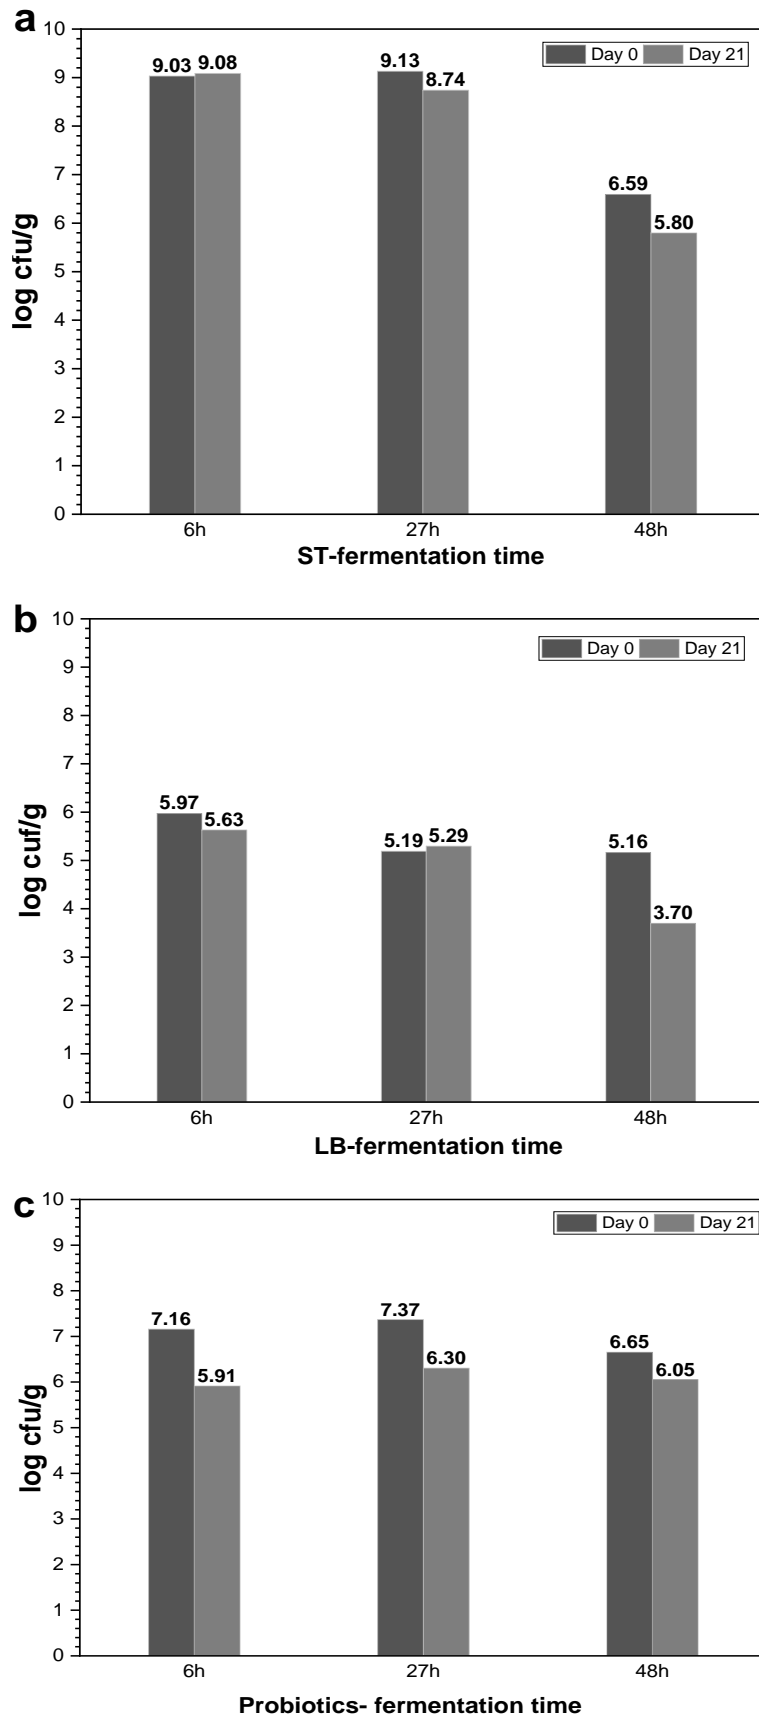 a
10
9
8
7
6
5
4
3
2
1
0
log cfu/g
Day 0 Day 21
9.03 9.08
9.13 8.74
6.59 5.80
6h 27h 48h
ST-fermentation time
b
10
9
8
7
6
5
4
3
2
1
0
log cuf/g
Day 0 Day 21
5.97 5.63
5.19 5.29
5.16 3.70
6h 27h 48h
LB-fermentation time
c
10
9
8
7
6
5
4
3
2
1
0
log cfu/g
Day 0 Day 21
7.16 5.91
7.37 6.30
6.65 6.05
6h 27h 48h
Probiotics- fermentation time